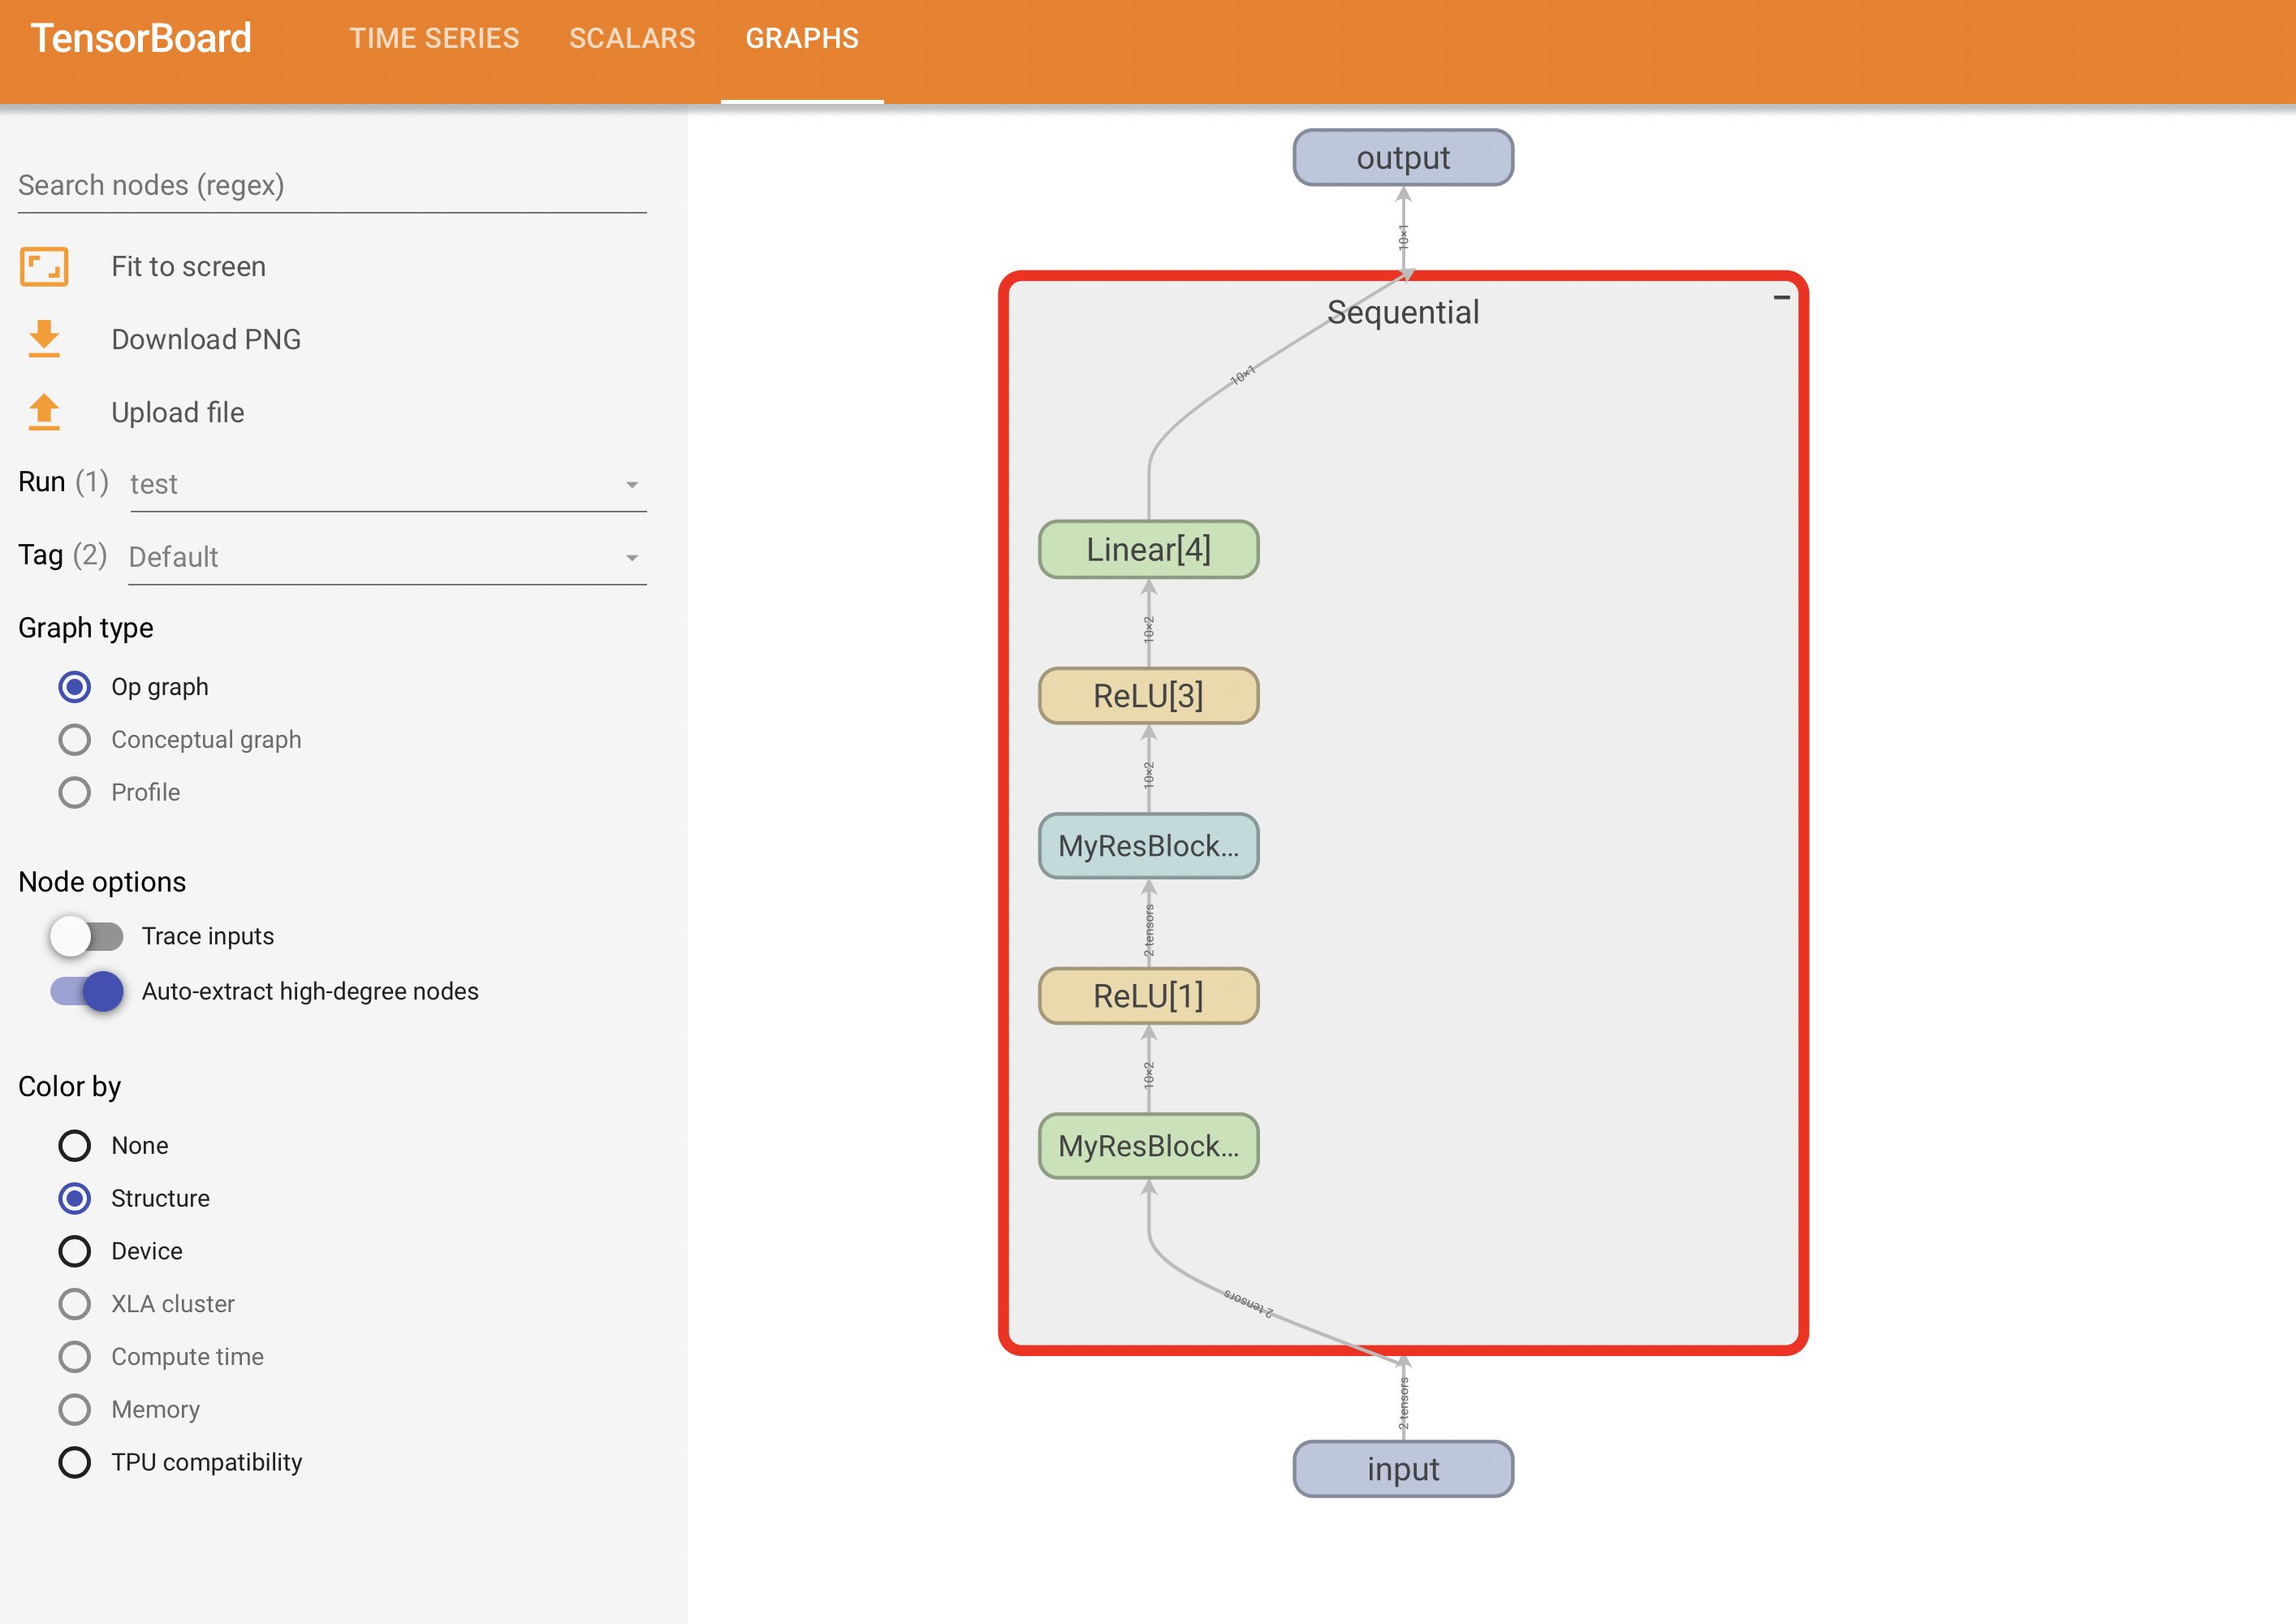 TensorBoard TIME SERIES SCALARS GRAPHS
Search nodes (regex)
Fit to screen
Download PNG
Upload file
Run (1) test
Tag (2) Default
Graph type
Op graph
Conceptual graph
Profile
Node options
Trace inputs
Auto-extract high-degree nodes
Color by
None
Structure
Device
XLA cluster
Compute time
Memory
TPU compatibility
output
10×1
Sequential
10×1
Linear[4]
10×2
ReLU[3]
10×2
MyResBlock...
2 tensors
ReLU[1]
10×2
MyResBlock...
2 tensors
2 tensors
input